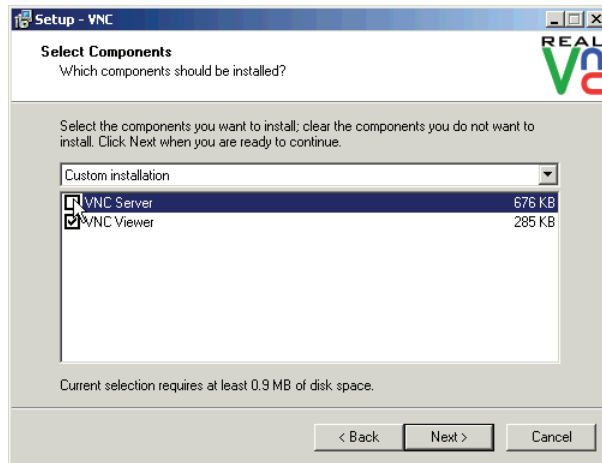 Setup - VNC
Select Components
Which components should be installed?
REAL
VNC
Select the components you want to install; clear the components you do not want to
install. Click Next when you are ready to continue.
Custom installation
VNC Server 676 KB
VNC Viewer 285 KB
Current selection requires at least 0.9 MB of disk space.
< Back Next > Cancel